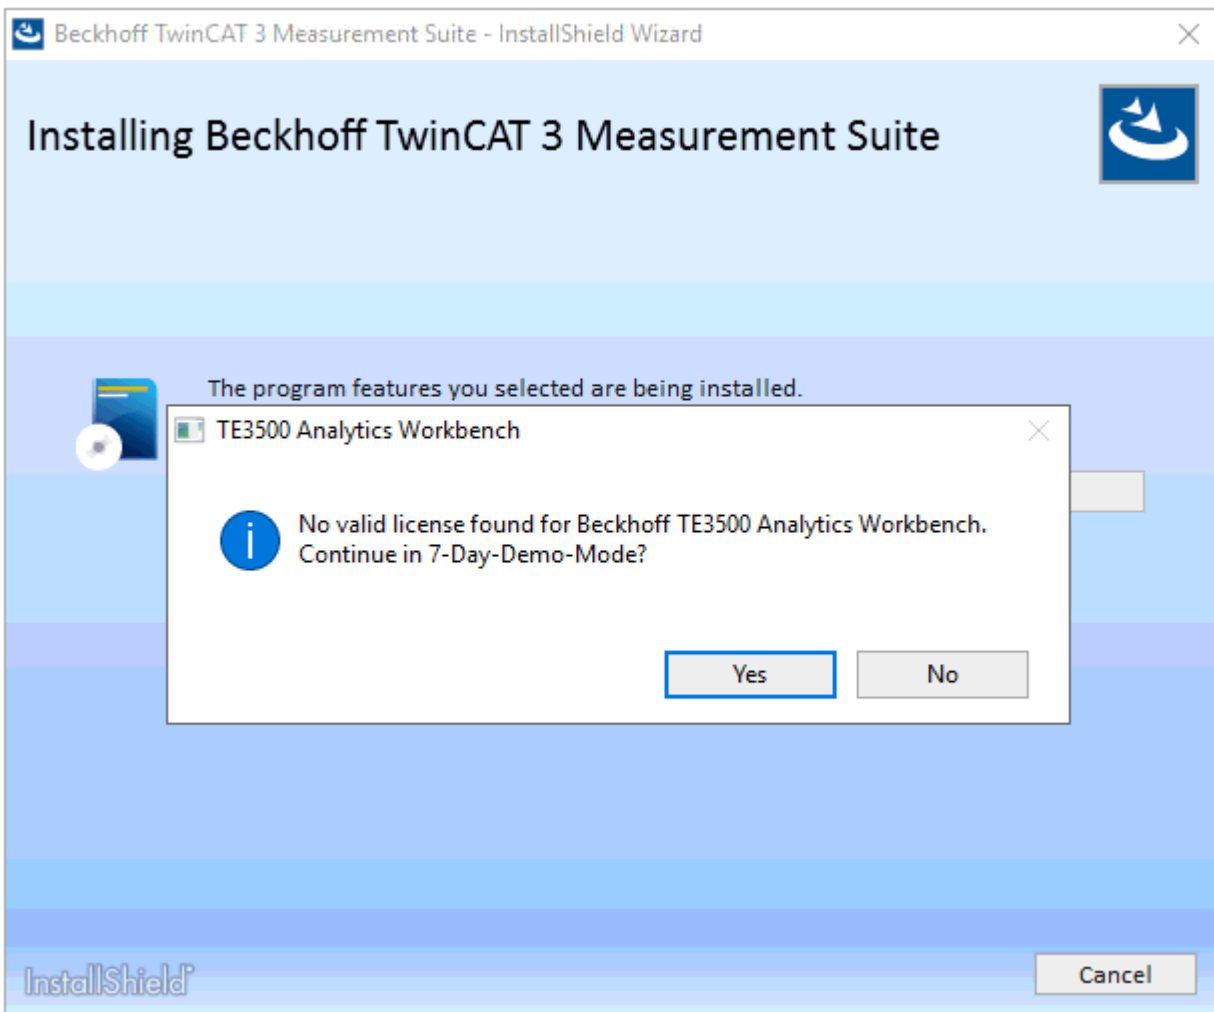 Beckhoff TwinCAT 3 Measurement Suite - InstallShield Wizard
Installing Beckhoff TwinCAT 3 Measurement Suite
The program features you selected are being installed.
TE3500 Analytics Workbench
No valid license found for Beckhoff TE3500 Analytics Workbench.
Continue in 7-Day-Demo-Mode?
Yes No
InstallShield
Cancel